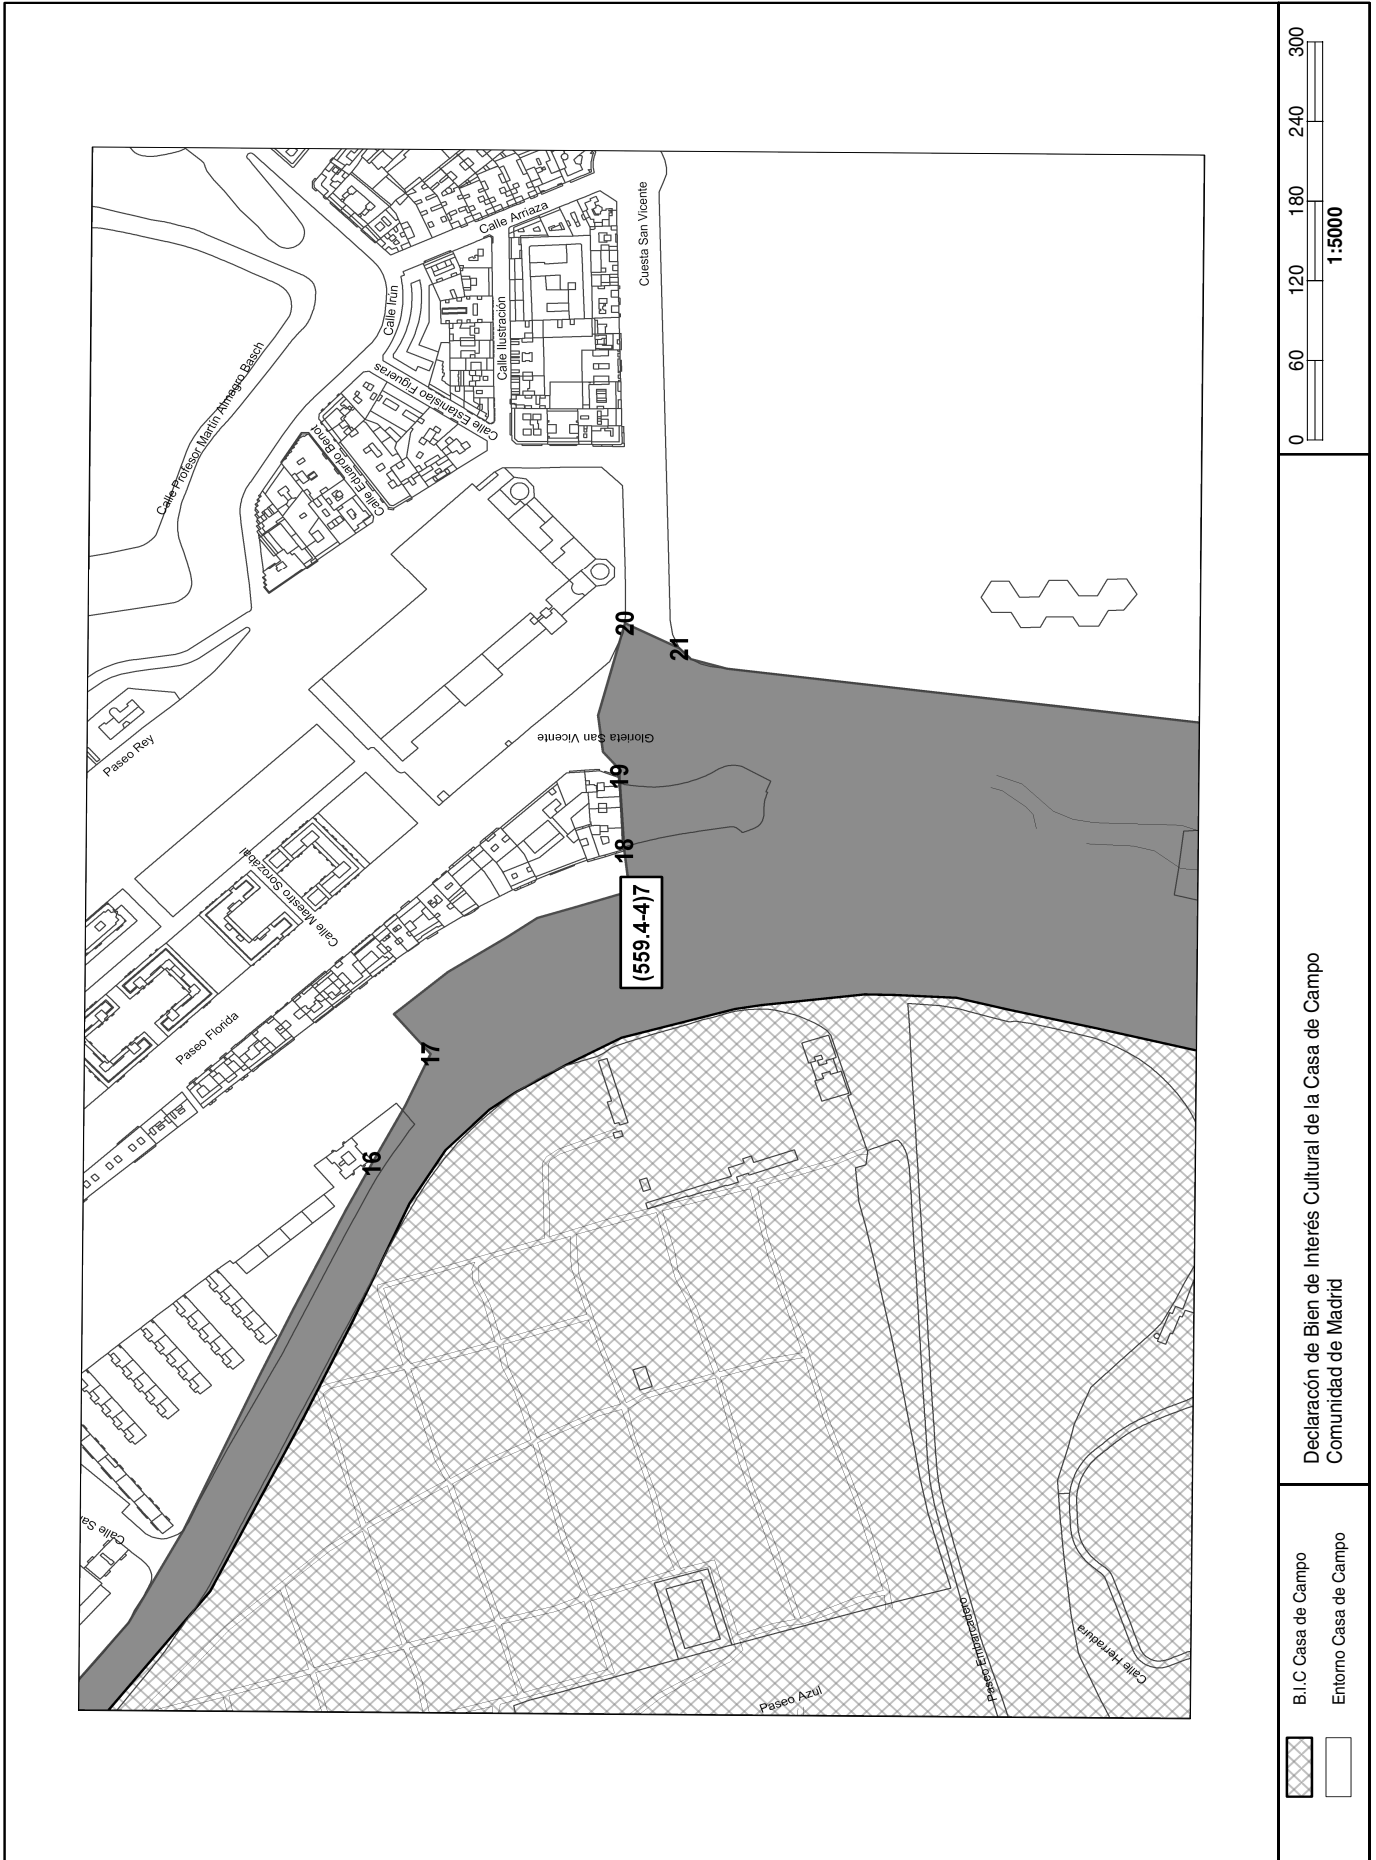 Calle Profesor Martín Almagro Basch
Calle Irún
Calle Arriaza
Cuesta San Vicente
Calle Ilustración
Calle Estanislao Figueras
Calle Eduardo Benot
Paseo Rey
Glorieta San Vicente
Calle Maestro Sorozábal
Paseo Florida
Calle Sa
Paseo Azul
Paseo Embarcadero
Calle Herradura
16
17
18
19
20
21
(559.4-4)7
B.I.C Casa de Campo
Entorno Casa de Campo
Declaracón de Bien de Interés Cultural de la Casa de Campo
Comunidad de Madrid
0 60 120 180 240 300
1:5000